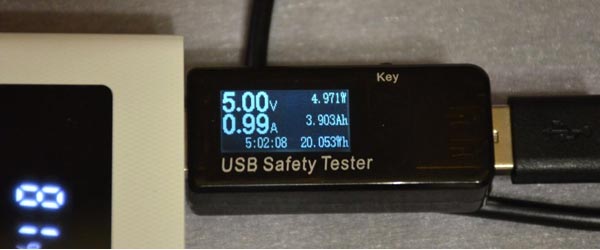 Key
5.00V 4.971W
0.99A 3.903Ah
5:02:08 20.053Wh
USB Safety Tester